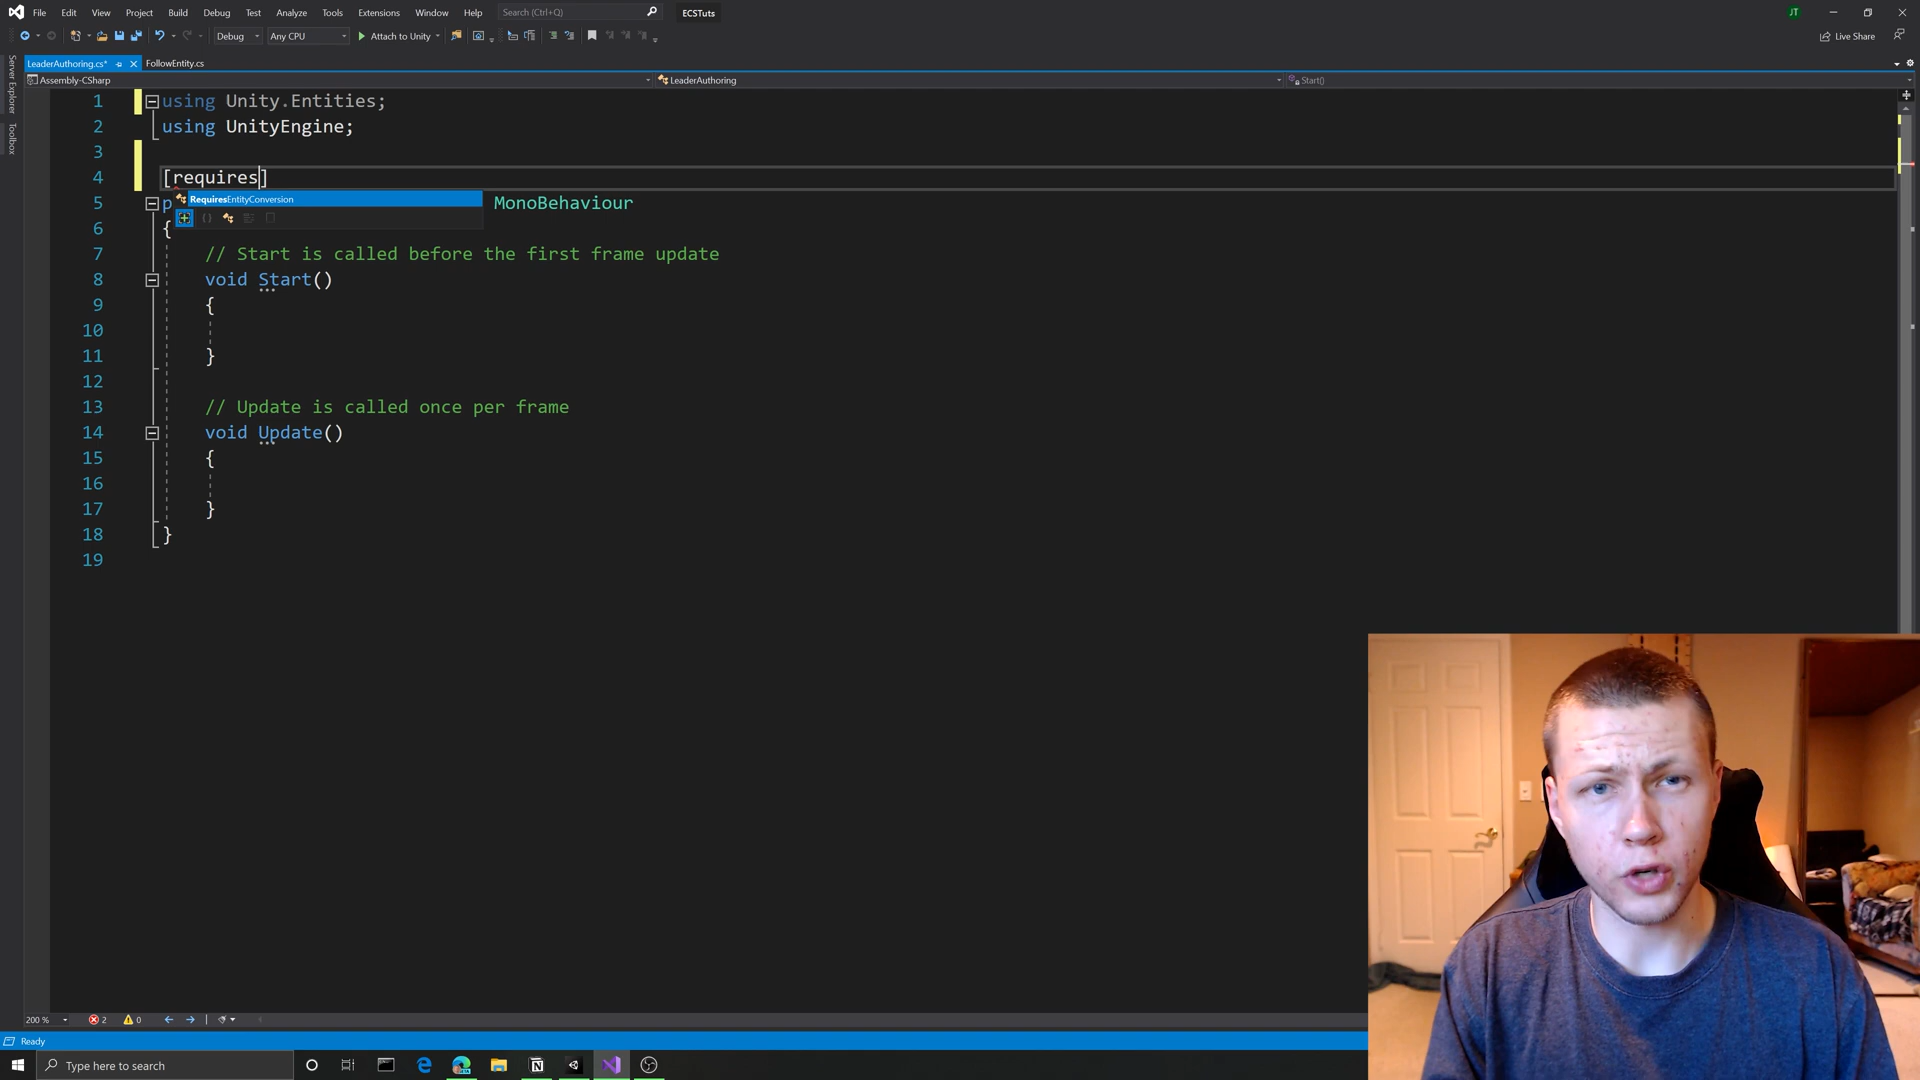 File Edit View Project Build Debug Test Analyze Tools Extensions Window Help Search (Ctrl+Q) ECSTuts JT
Debug Any CPU Attach to Unity Live Share
LeaderAuthoring.cs* FollowEntity.cs
Assembly-CSharp LeaderAuthoring Start()
Server Explorer
Toolbox
1 using Unity.Entities;
2 using UnityEngine;
3
4 [requires]
RequiresEntityConversion
5 p MonoBehaviour
6 {
7 // Start is called before the first frame update
8 void Start()
9 {
10
11 }
12
13 // Update is called once per frame
14 void Update()
15 {
16
17 }
18 }
19
200 % 2 0
Ready
Type here to search